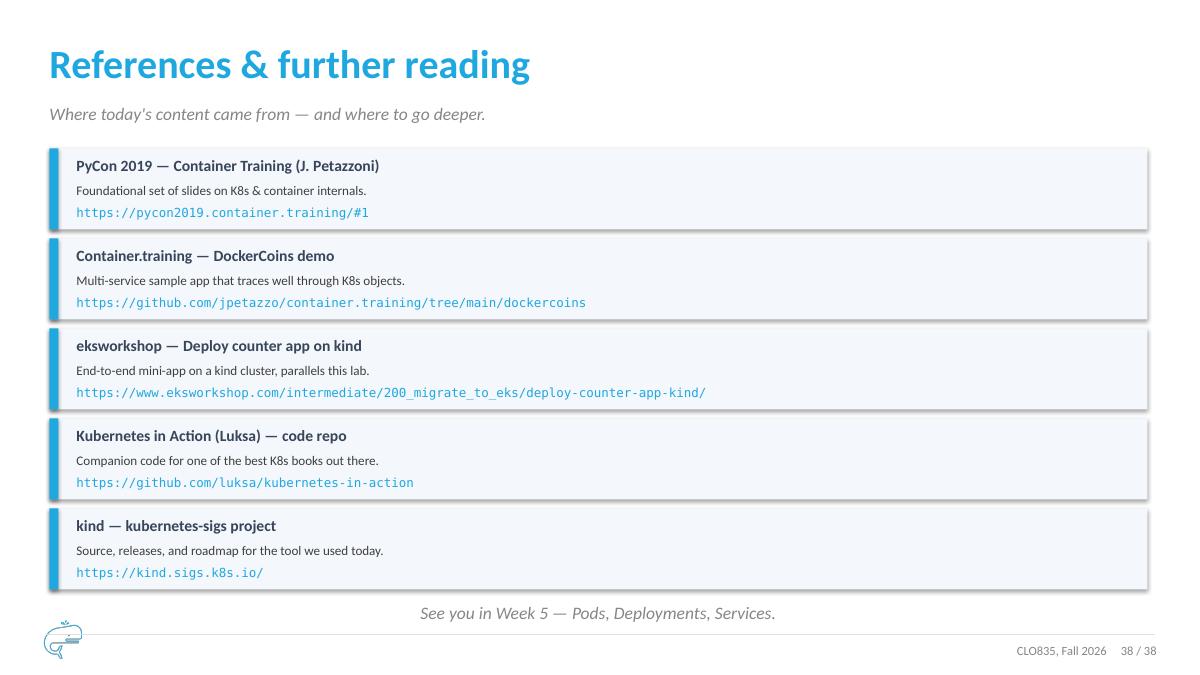 References & further reading
Where today's content came from — and where to go deeper.
PyCon 2019 — Container Training (J. Petazzoni)
Foundational set of slides on K8s & container internals.
https://pycon2019.container.training/#1
Container.training — DockerCoins demo
Multi-service sample app that traces well through K8s objects.
https://github.com/jpetazzo/container.training/tree/main/dockercoins
eksworkshop — Deploy counter app on kind
End-to-end mini-app on a kind cluster, parallels this lab.
https://www.eksworkshop.com/intermediate/200_migrate_to_eks/deploy-counter-app-kind/
Kubernetes in Action (Luksa) — code repo
Companion code for one of the best K8s books out there.
https://github.com/luksa/kubernetes-in-action
kind — kubernetes-sigs project
Source, releases, and roadmap for the tool we used today.
https://kind.sigs.k8s.io/
See you in Week 5 — Pods, Deployments, Services.
CLO835, Fall 2026 38 / 38